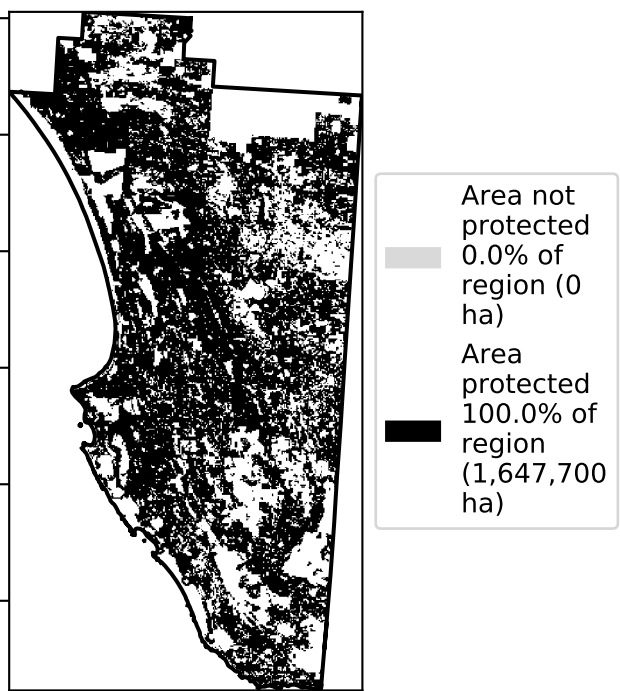 Area not
protected
0.0% of
region (0
ha)
Area
protected
100.0% of
region
(1,647,700
ha)